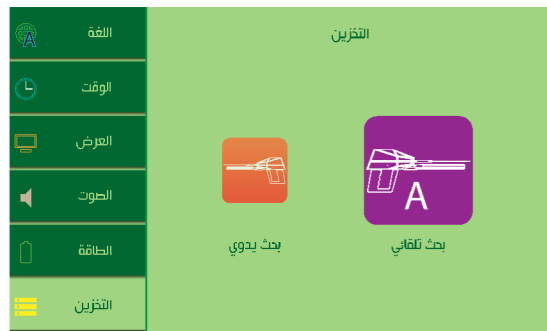 التخزين
بحث تلقائي
A
بحث يدوي
اللغة
A
الوقت
العرض
الصوت
الطاقة
التخزين